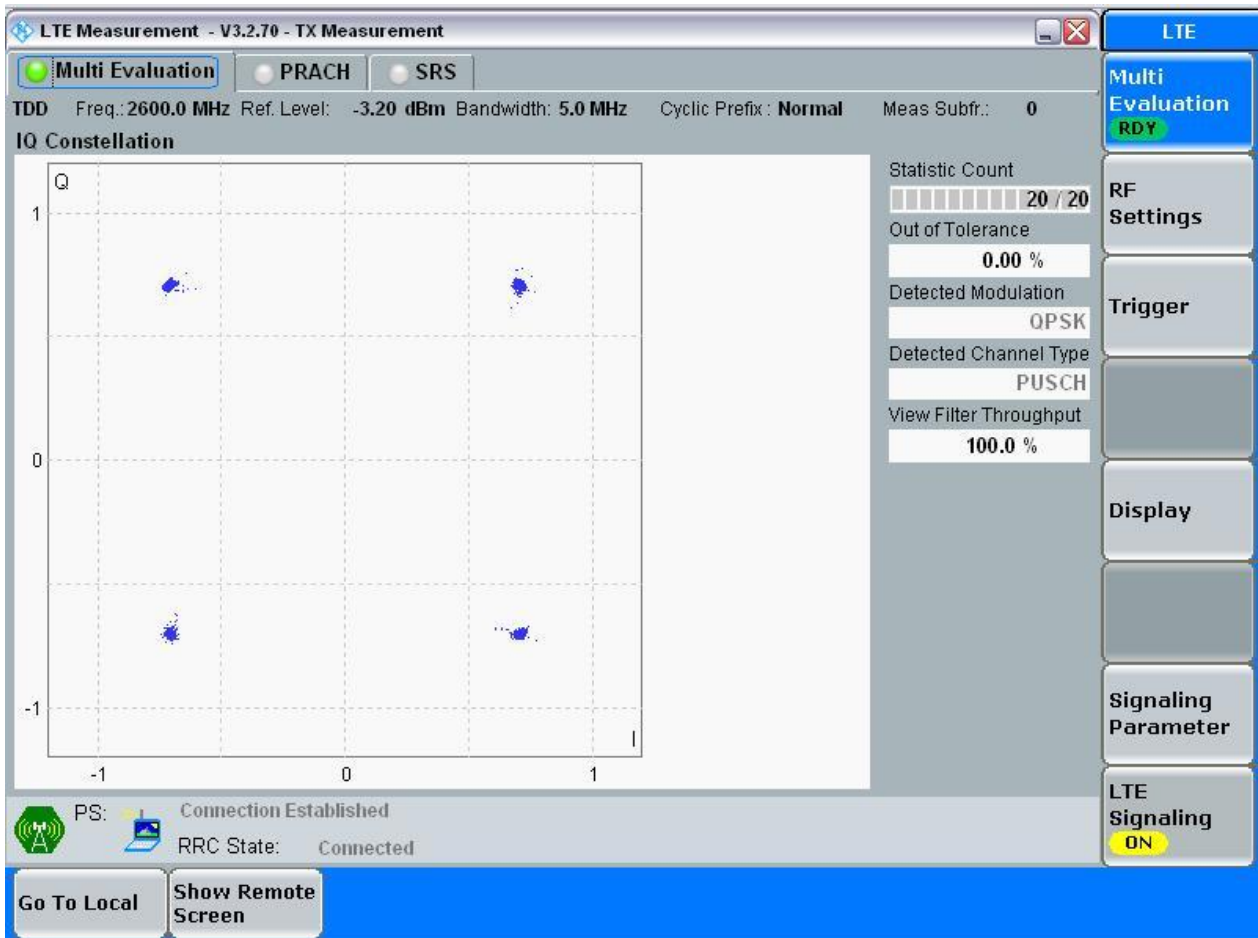 LTE Measurement - V3.2.70 - TX Measurement
LTE
Multi Evaluation PRACH SRS
TDD Freq.: 2600.0 MHz Ref. Level: -3.20 dBm Bandwidth: 5.0 MHz Cyclic Prefix : Normal Meas Subfr.: 0
IQ Constellation
Q
1
0
-1
I
-1 0 1
Statistic Count
20 / 20
Out of Tolerance
0.00 %
Detected Modulation
QPSK
Detected Channel Type
PUSCH
View Filter Throughput
100.0 %
Multi
Evaluation
RDY
RF
Settings
Trigger
Display
Signaling
Parameter
LTE
Signaling
ON
PS: Connection Established
RRC State: Connected
Go To Local
Show Remote
Screen